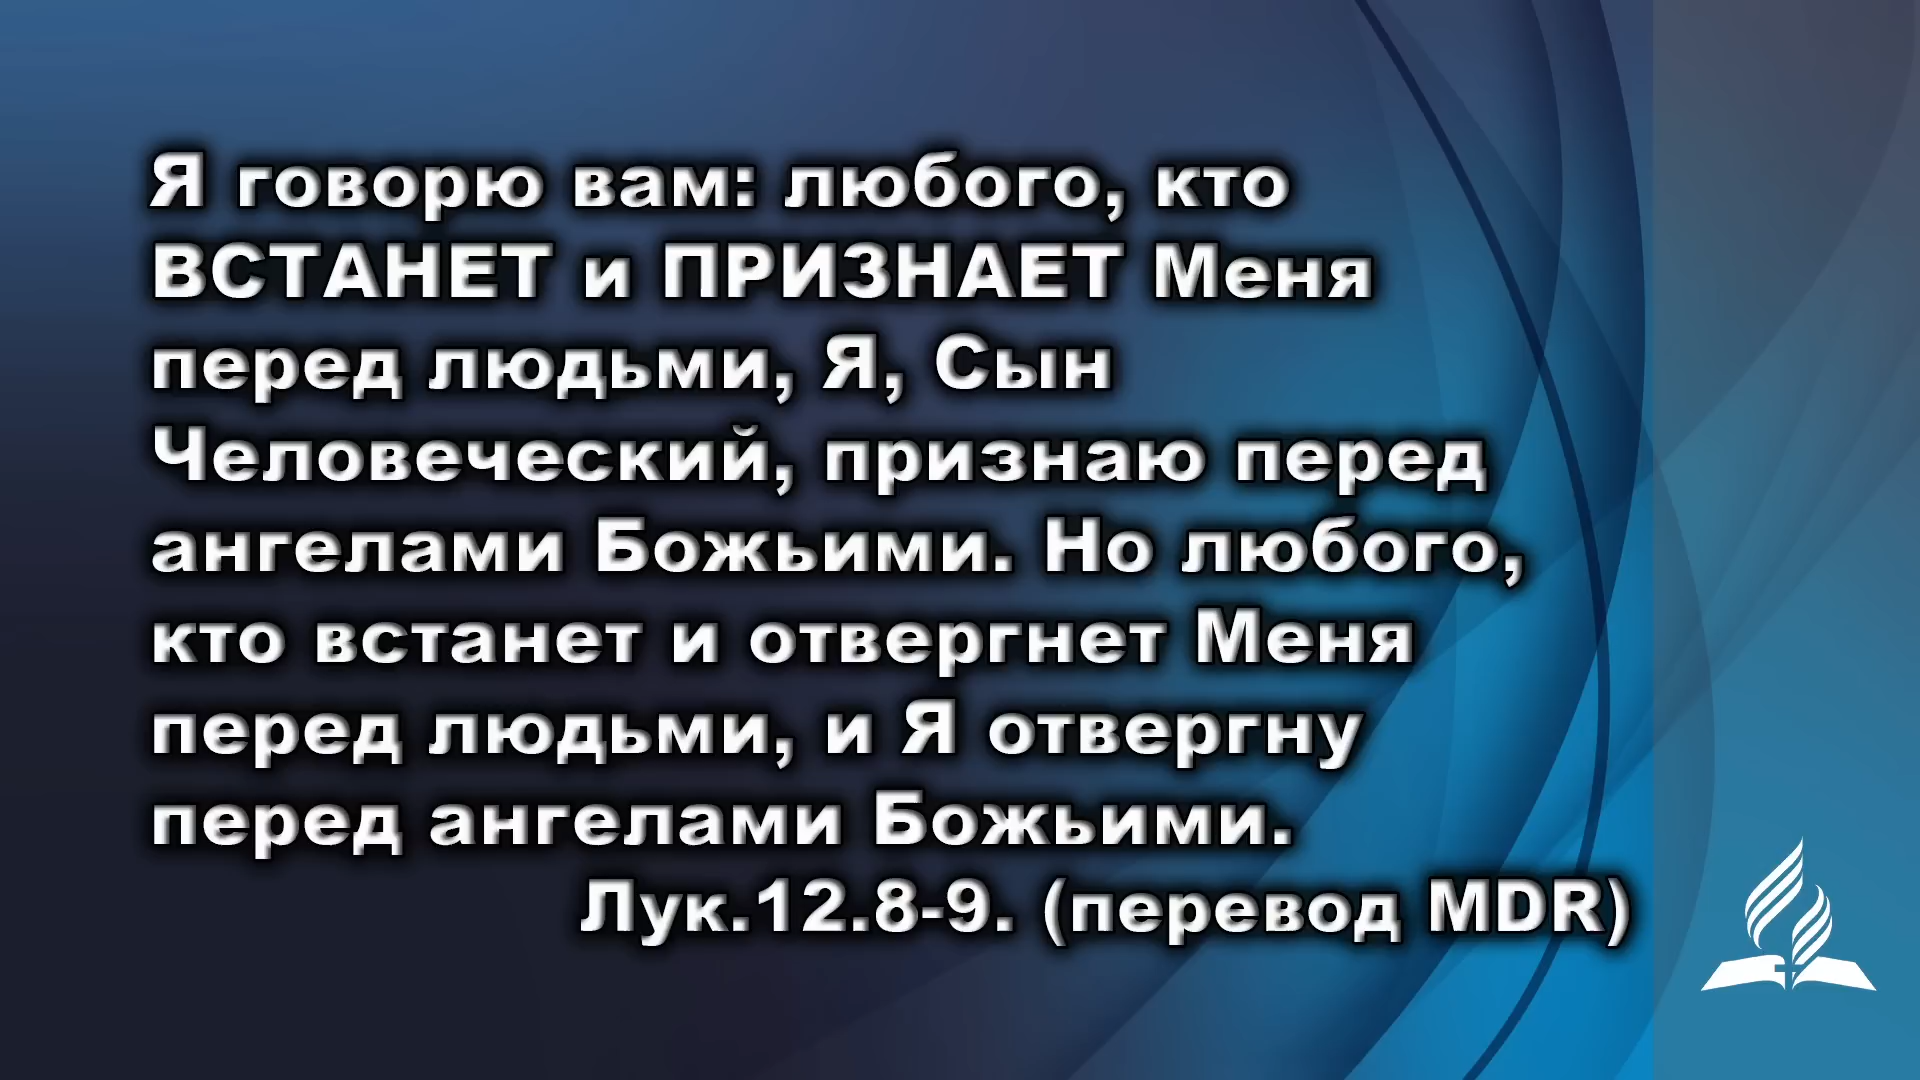 Я говорю вам: любого, кто
ВСТАНЕТ и ПРИЗНАЕТ Меня
перед людьми, Я, Сын
Человеческий, признаю перед
ангелами Божьими. Но любого,
кто встанет и отвергнет Меня
перед людьми, и Я отвергну
перед ангелами Божьими.
Лук.12.8-9. (перевод MDR)